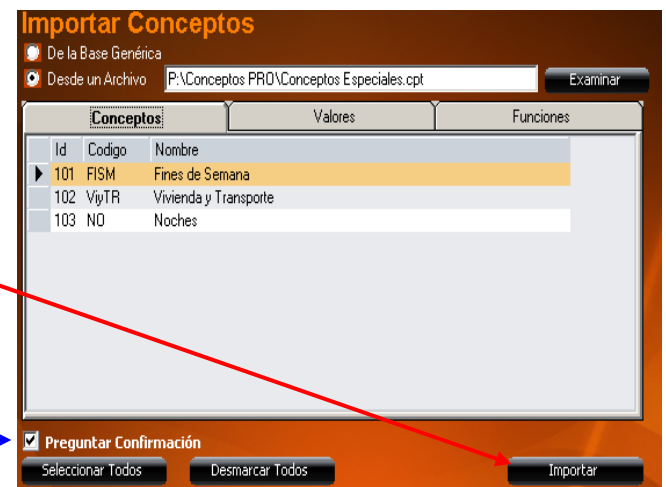 Importar Conceptos
De la Base Genérica
Desde un Archivo P:\Conceptos PRO\Conceptos Especiales.cpt Examinar
Conceptos Valores Funciones
Id Codigo Nombre
101 FISM Fines de Semana
102 ViyTR Vivienda y Transporte
103 NO Noches
Preguntar Confirmación
Seleccionar Todos Desmarcar Todos Importar